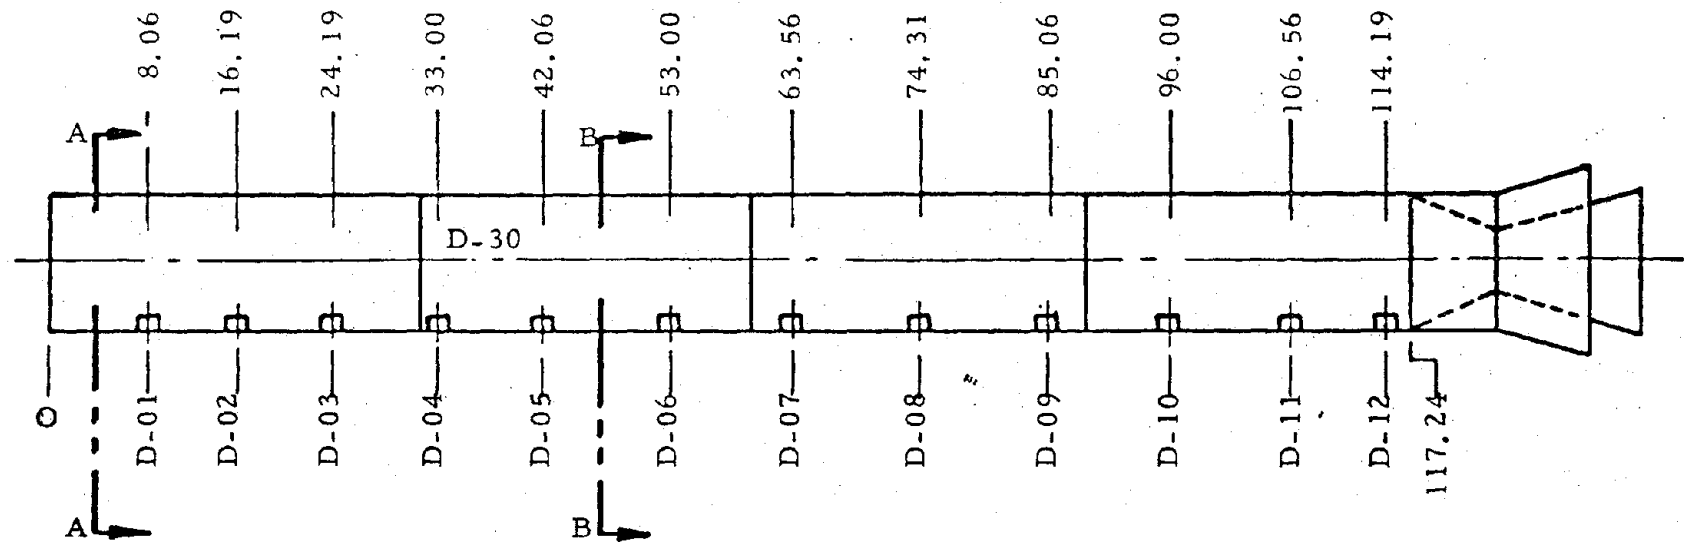 8.06
16.19
24.19
33.00
42.06
53.00
63.56
74.31
85.06
96.00
106.56
114.19
A
B
D-30
0
D-01
D-02
D-03
D-04
D-05
D-06
D-07
D-08
D-09
D-10
D-11
D-12
117.24
A
B